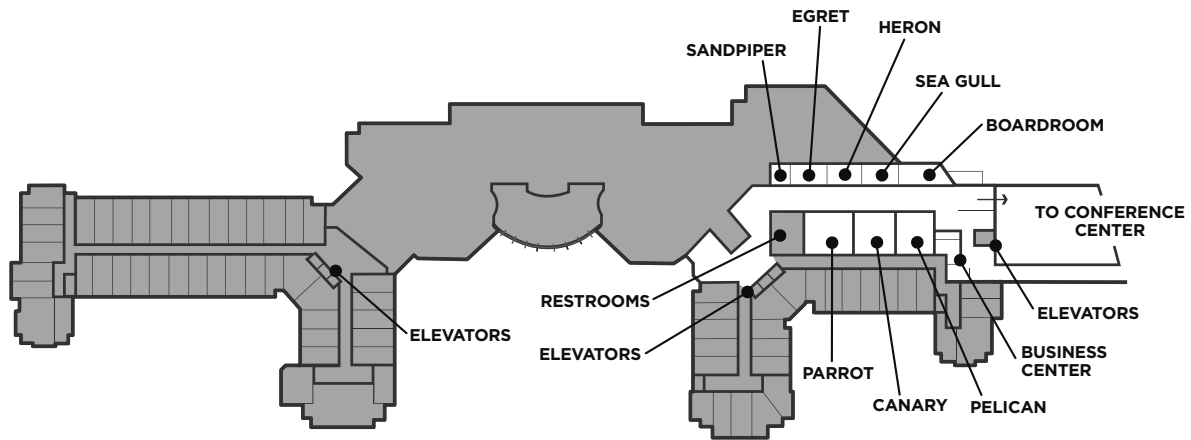 EGRET
HERON
SANDPIPER
SEA GULL
BOARDROOM
TO CONFERENCE
CENTER
RESTROOMS
ELEVATORS
ELEVATORS
ELEVATORS
BUSINESS
CENTER
PARROT
CANARY
PELICAN